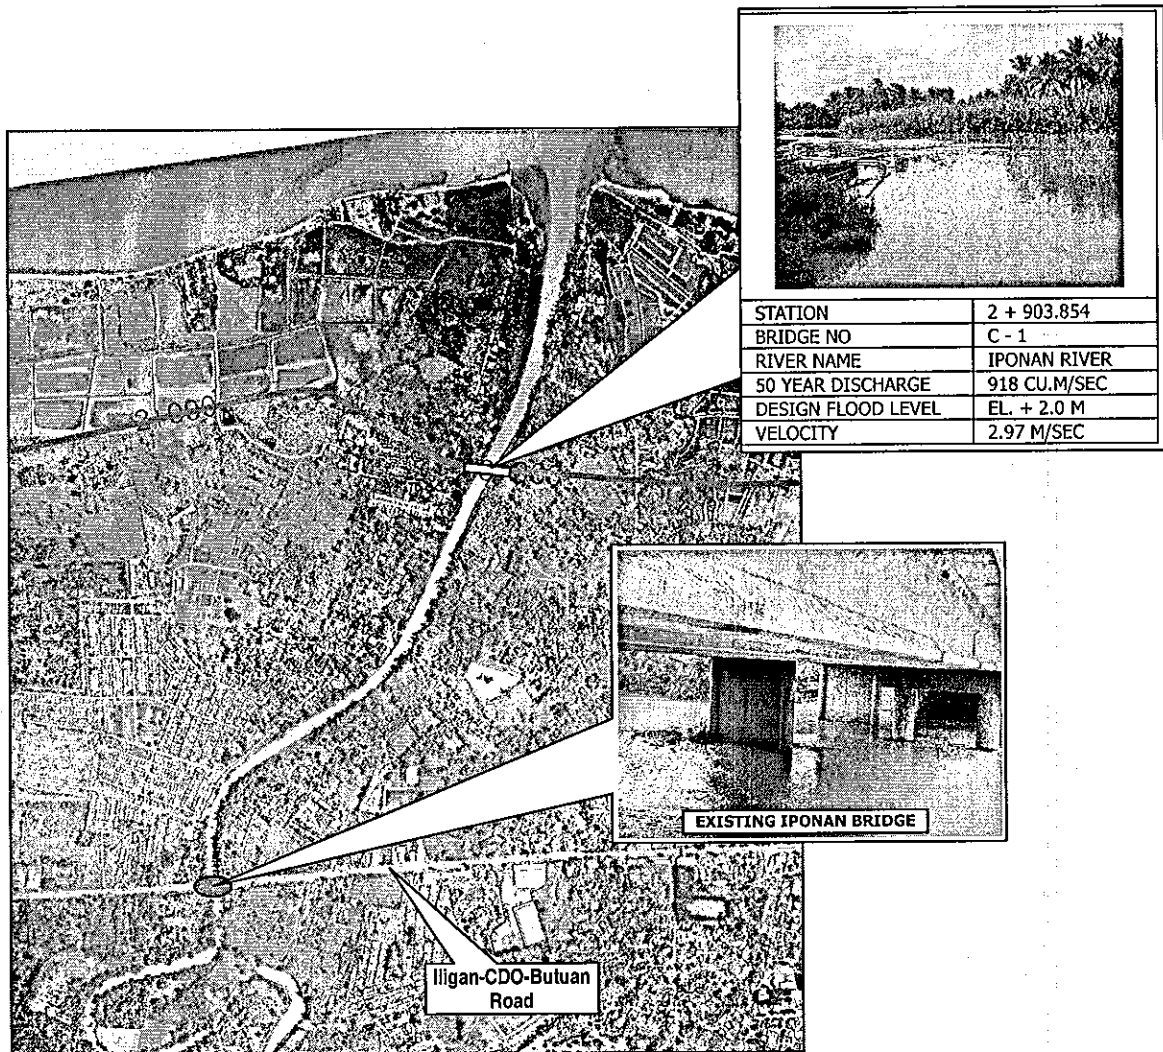 STATION 2 + 903.854
BRIDGE NO C - 1
RIVER NAME IPONAN RIVER
50 YEAR DISCHARGE 918 CU.M/SEC
DESIGN FLOOD LEVEL EL. + 2.0 M
VELOCITY 2.97 M/SEC
EXISTING IPONAN BRIDGE
Iligan-CDO-Butuan
Road